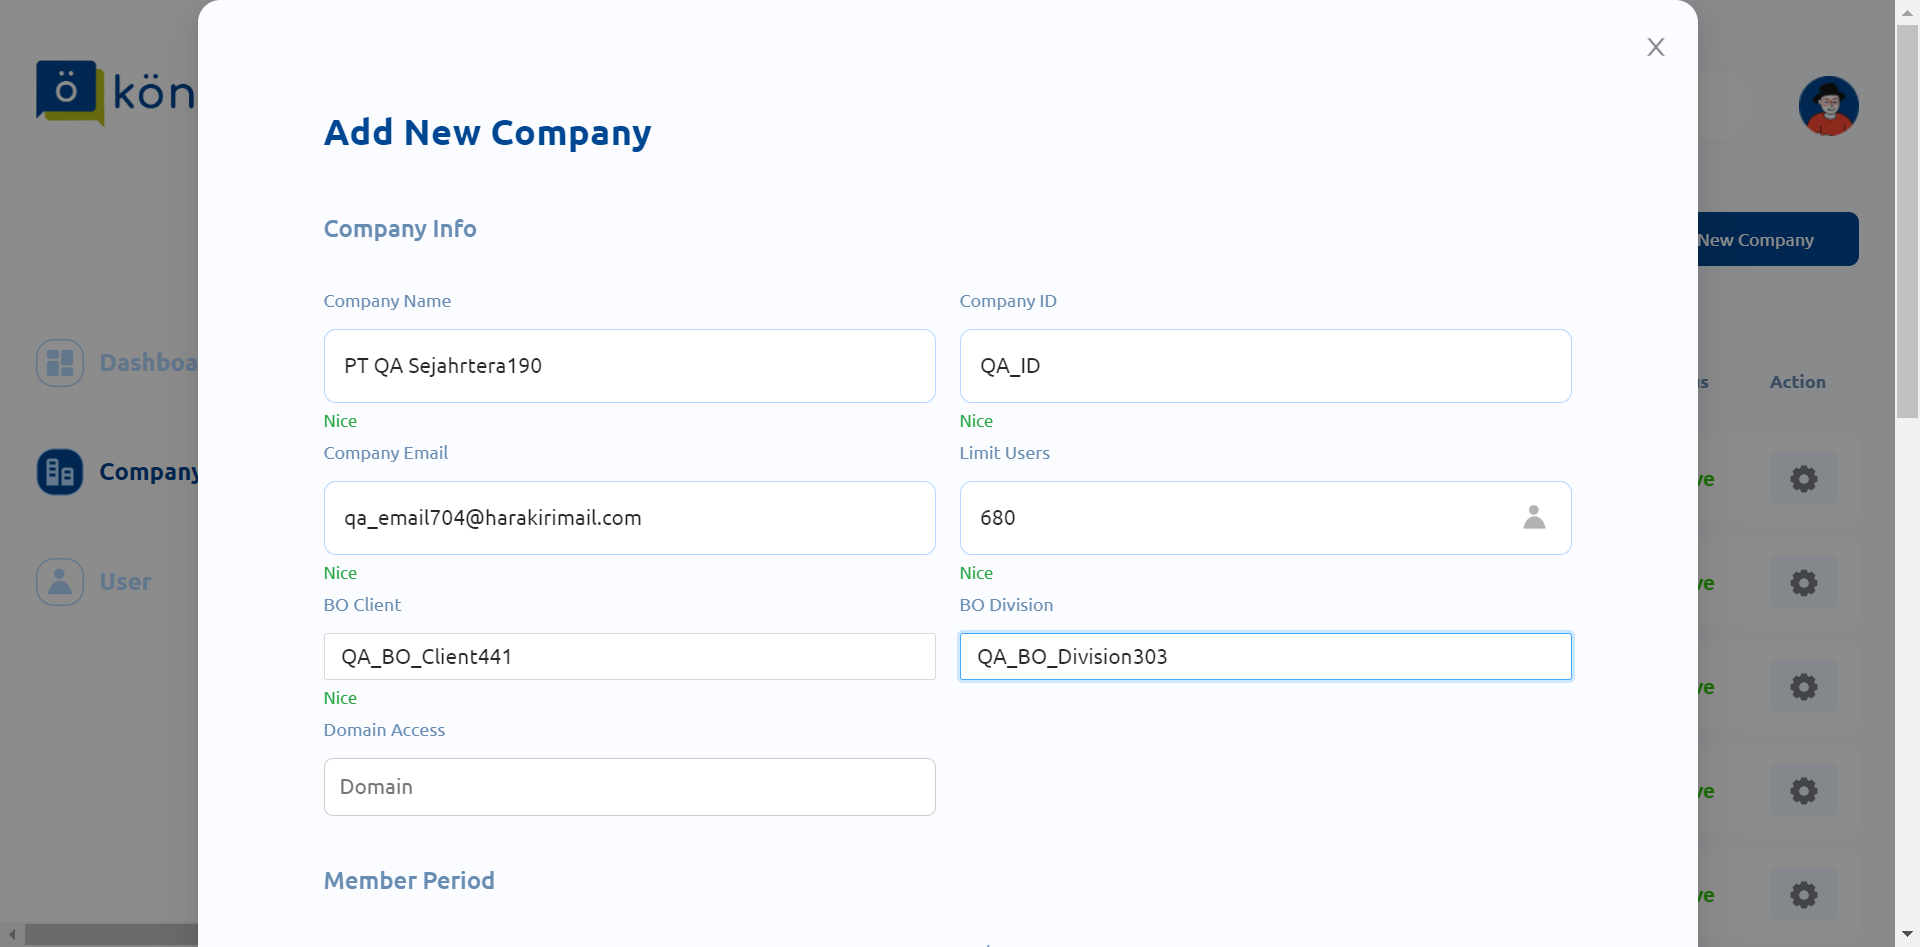 ö kön
Add New Company
Company Info
New Company
Company Name
Company ID
PT QA Sejahrtera190
QA_ID
Nice
Nice
Company Email
Limit Users
qa_email704@harakirimail.com
680
Nice
Nice
BO Client
BO Division
QA_BO_Client441
QA_BO_Division303
Nice
Domain Access
Domain
Member Period
Dashboa
Company
User
Action